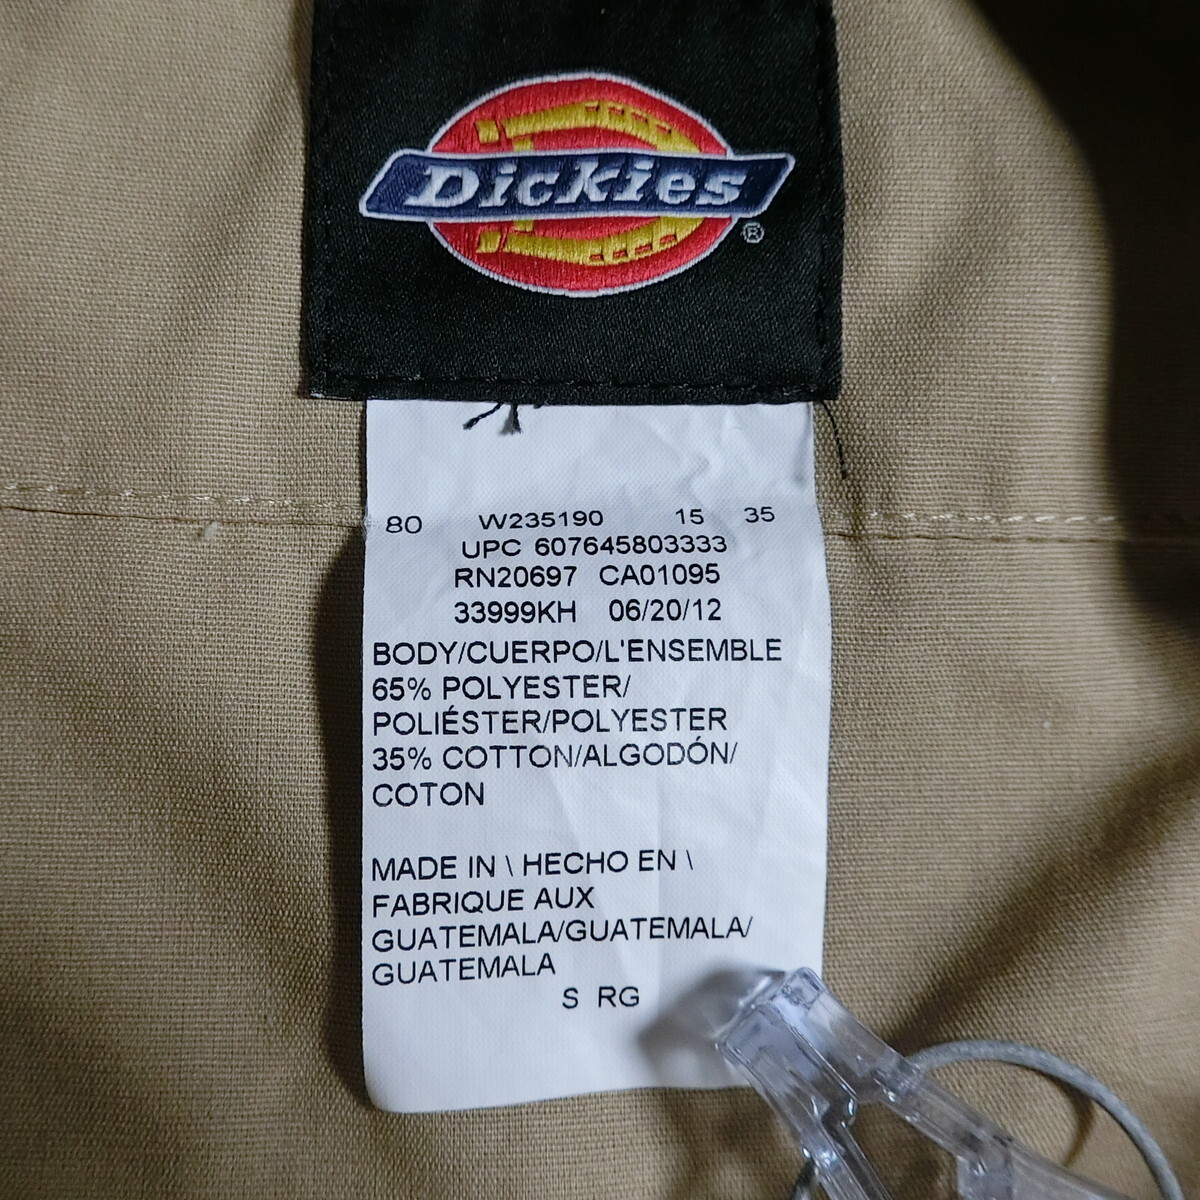 Dickies
®
80 W235190 15 35
UPC 607645803333
RN20697 CA01095
33999KH 06/20/12
BODY/CUERPO/L'ENSEMBLE
65% POLYESTER/
POLIÉSTER/POLYESTER
35% COTTON/ALGODÓN/
COTON
MADE IN \ HECHO EN \
FABRIQUE AUX
GUATEMALA/GUATEMALA/
GUATEMALA
S RG